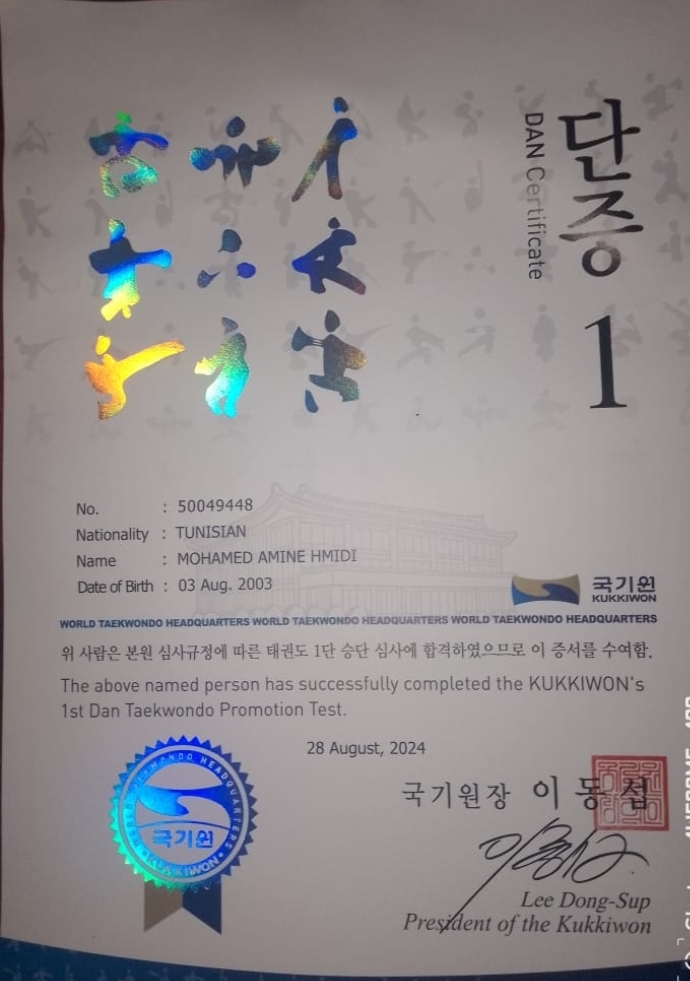 단증
DAN Certificate
1
No. : 50049448
Nationality : TUNISIAN
Name : MOHAMED AMINE HMIDI
Date of Birth : 03 Aug. 2003
국기원
KUKKIWON
WORLD TAEKWONDO HEADQUARTERS WORLD TAEKWONDO HEADQUARTERS WORLD TAEKWONDO HEADQUARTERS
위 사람은 본원 심사규정에 따른 태권도 1단 승단 심사에 합격하였으므로 이 증서를 수여함.
The above named person has successfully completed the KUKKIWON's
1st Dan Taekwondo Promotion Test.
28 August, 2024
국기원장 이동섭
WORLD TAEKWONDO HEADQUARTERS
국기원
KUKKIWON
Lee Dong-Sup
President of the Kukkiwon